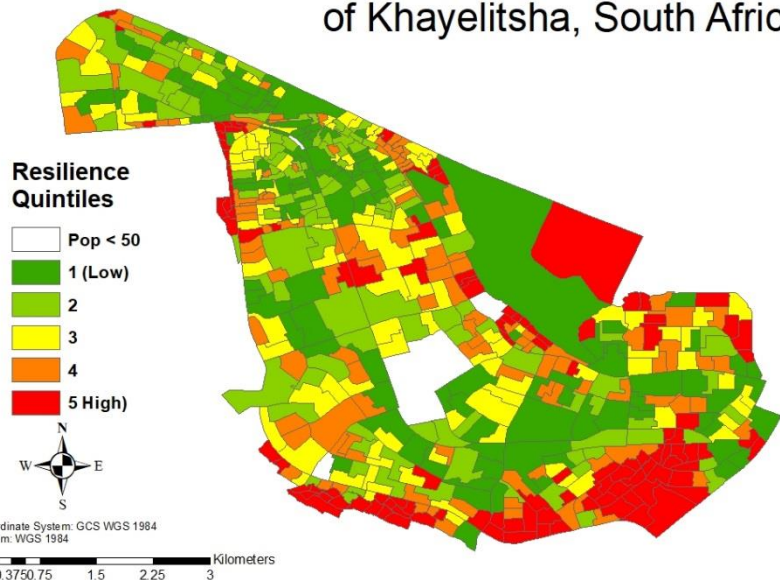 of Khayelitsha, South Afric
Resilience
Quintiles
Pop < 50
1 (Low)
2
3
4
5 High)
N
W E
S
rdinate System: GCS WGS 1984
m: WGS 1984
0.3750.75 1.5 2.25 3 Kilometers